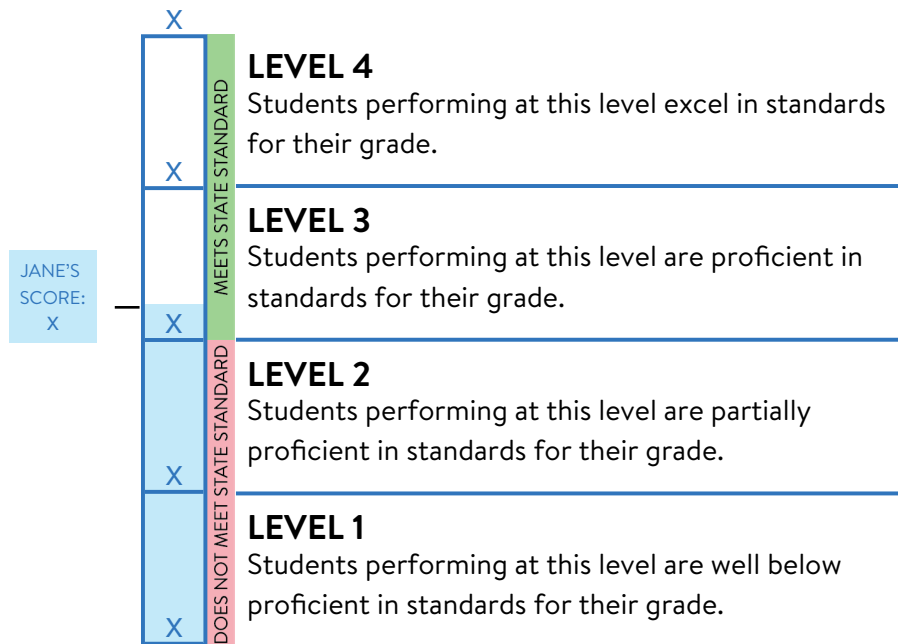 X
LEVEL 4
Students performing at this level excel in standards
for their grade.
X
MEETS STATE STANDARD
LEVEL 3
Students performing at this level are proficient in
standards for their grade.
JANE'S
SCORE:
X
X
LEVEL 2
Students performing at this level are partially
proficient in standards for their grade.
X
DOES NOT MEET STATE STANDARD
LEVEL 1
Students performing at this level are well below
proficient in standards for their grade.
X